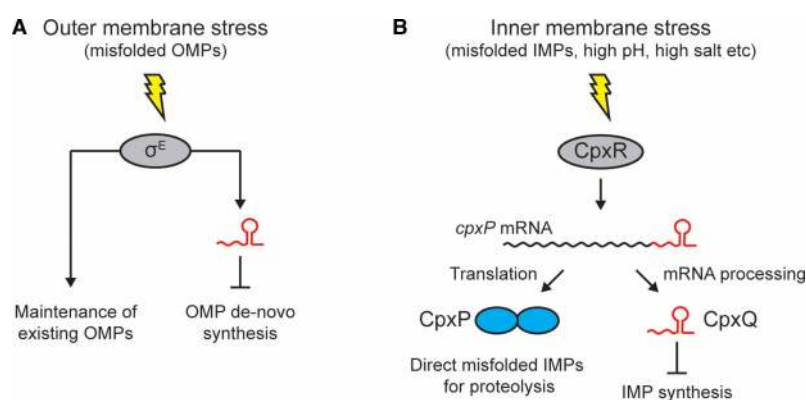 A Outer membrane stress
(misfolded OMPs)
σE
Maintenance of
existing OMPs
OMP de-novo
synthesis
B Inner membrane stress
(misfolded IMPs, high pH, high salt etc)
CpxR
cpxP mRNA
Translation
mRNA processing
CpxP
CpxQ
Direct misfolded IMPs
for proteolysis
IMP synthesis